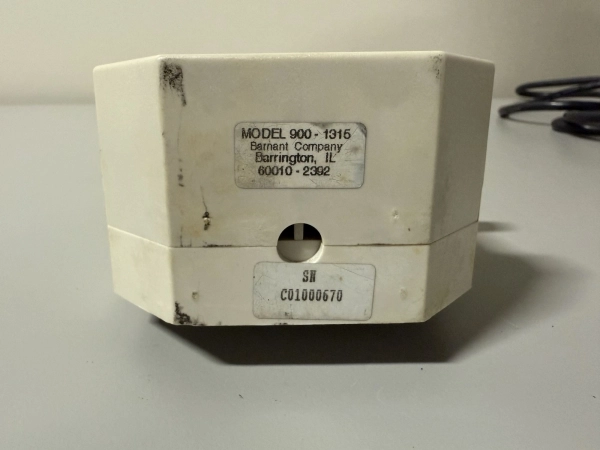 MODEL 900 - 1315
Barnant Company
Barrington, IL
60010 - 2392
SN
C01000670